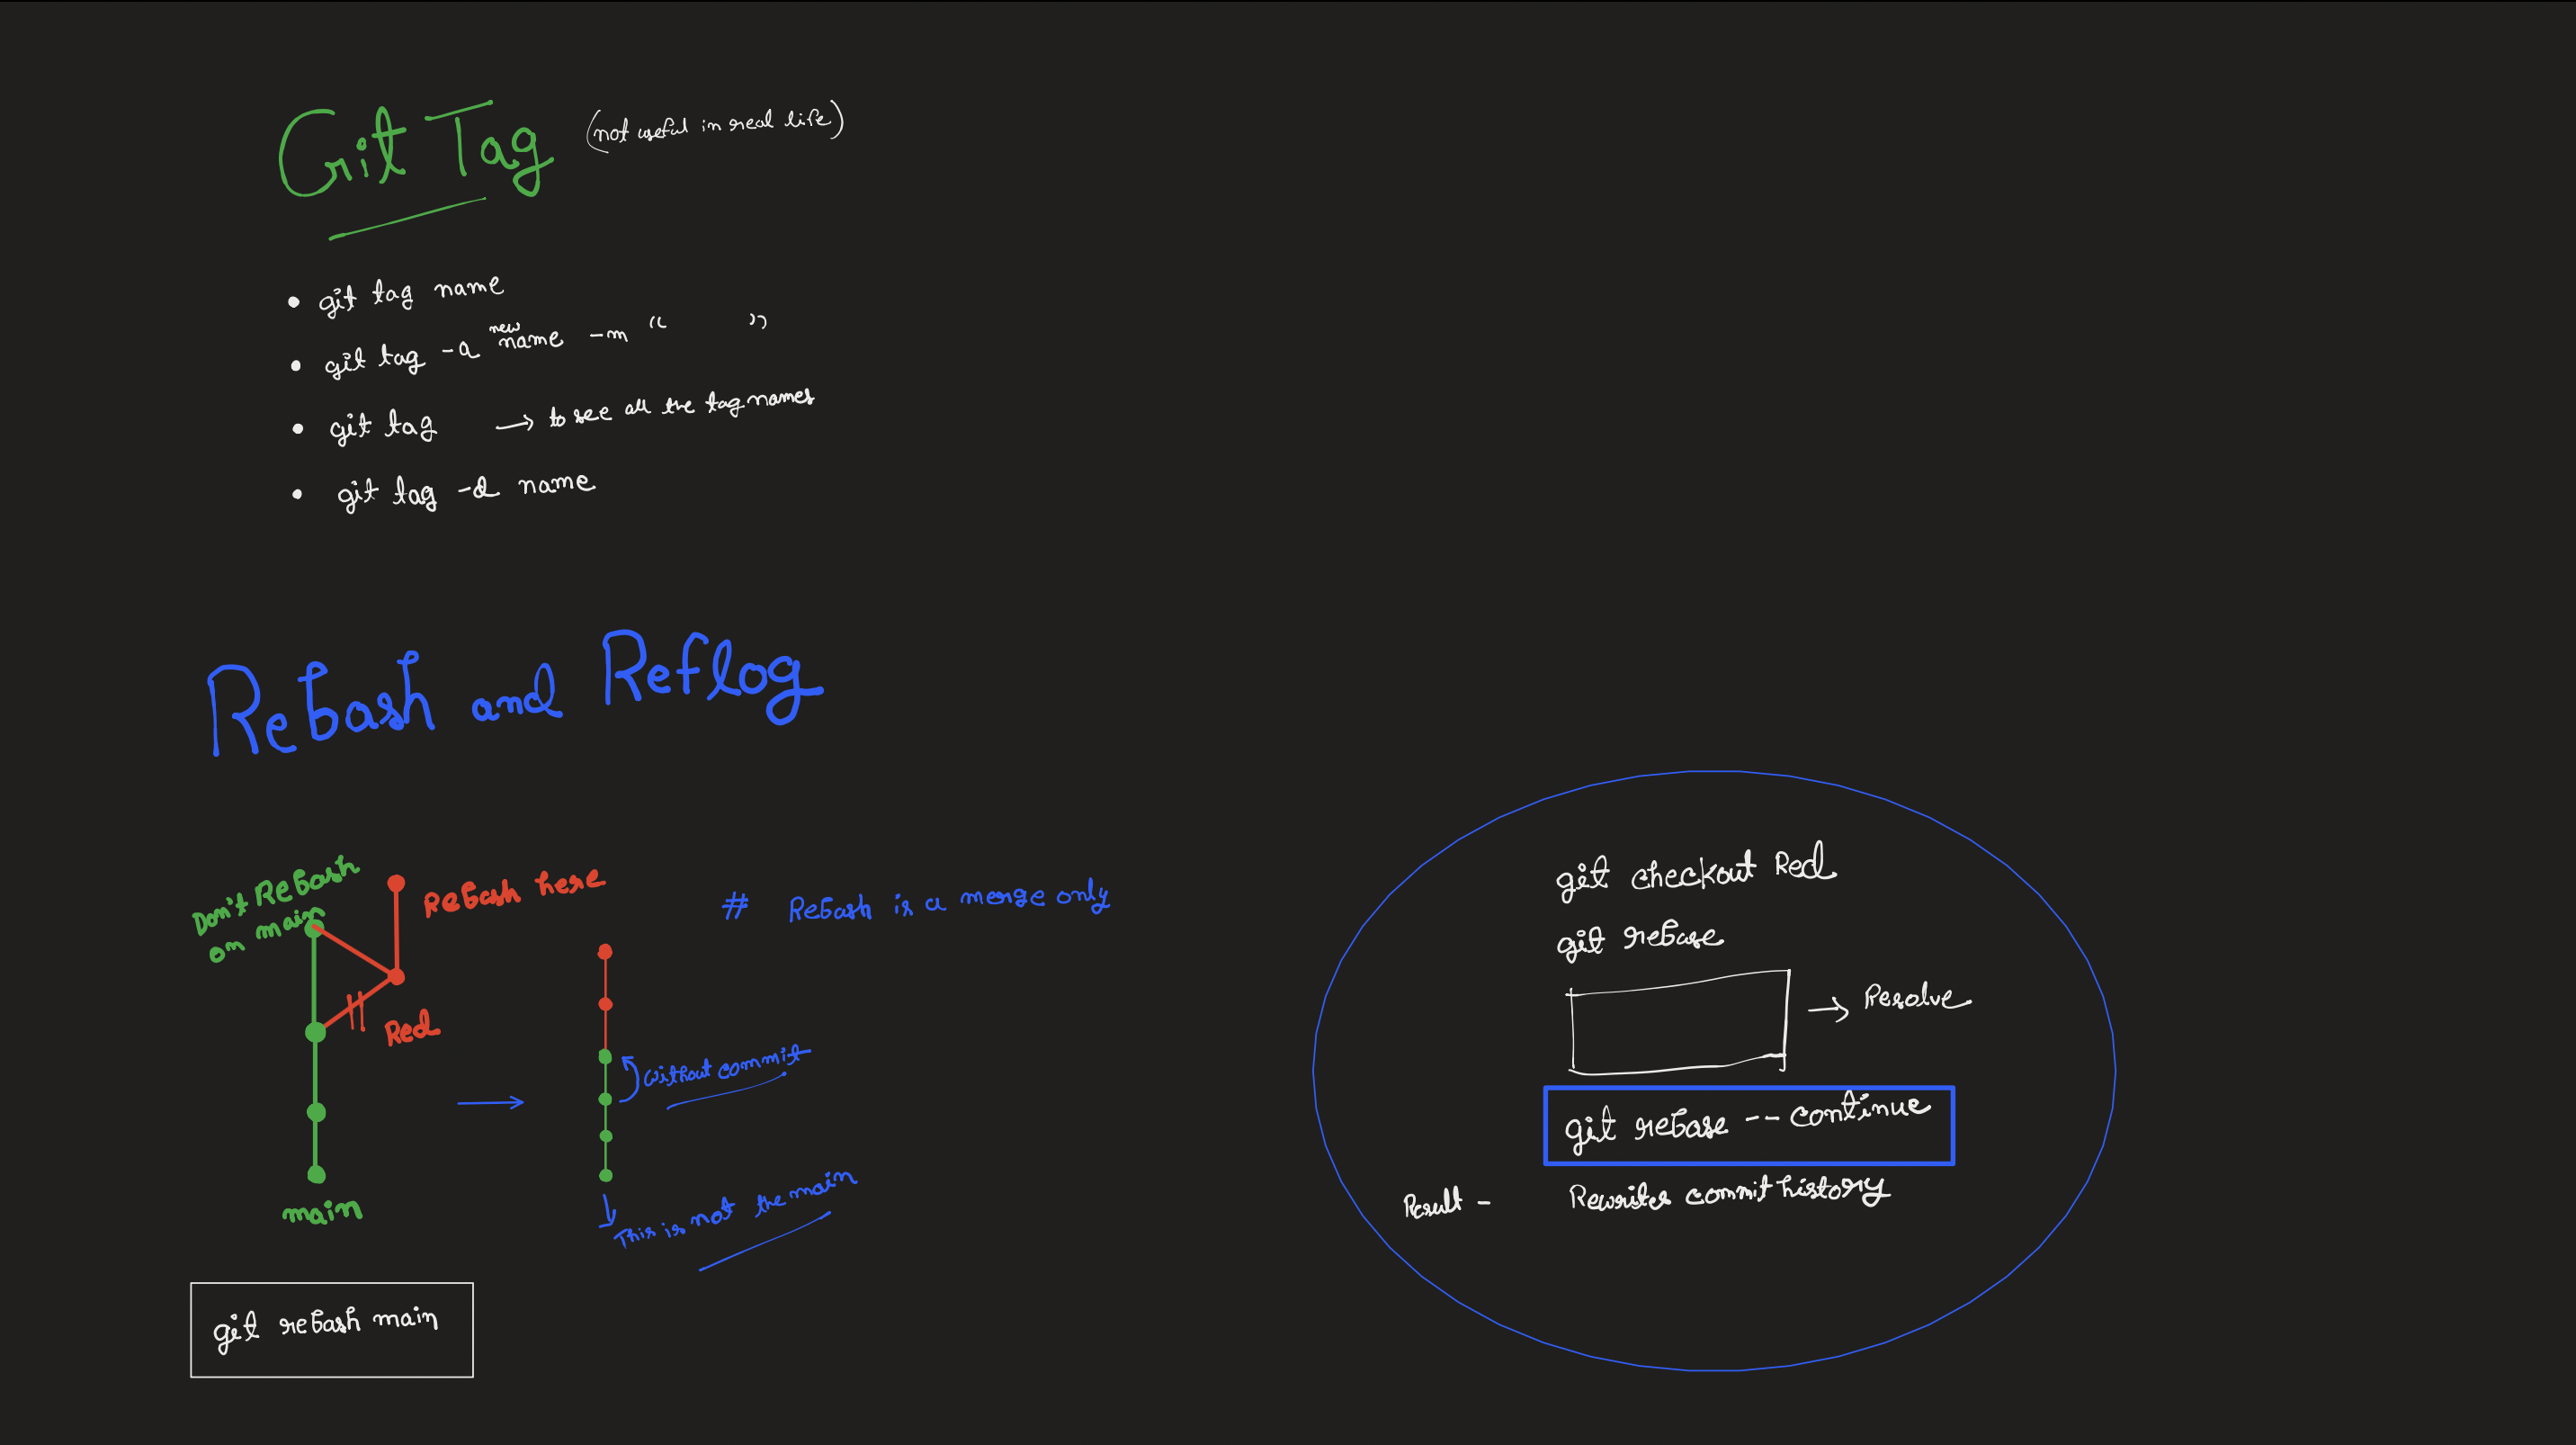 Git Tag (not useful in real life)
• git tag name
• git tag -a new name -m “ ”
• git tag → to see all the tag names
• git tag -d name
Rebash and Reflog
Don't Rebash
on main
Rebash here
Red
main
git rebash main
# Rebash is a merge only
without commit
This is not the main
git checkout Red
git rebase
→ Resolve
git rebase -- continue
Result - Rewrites commit history